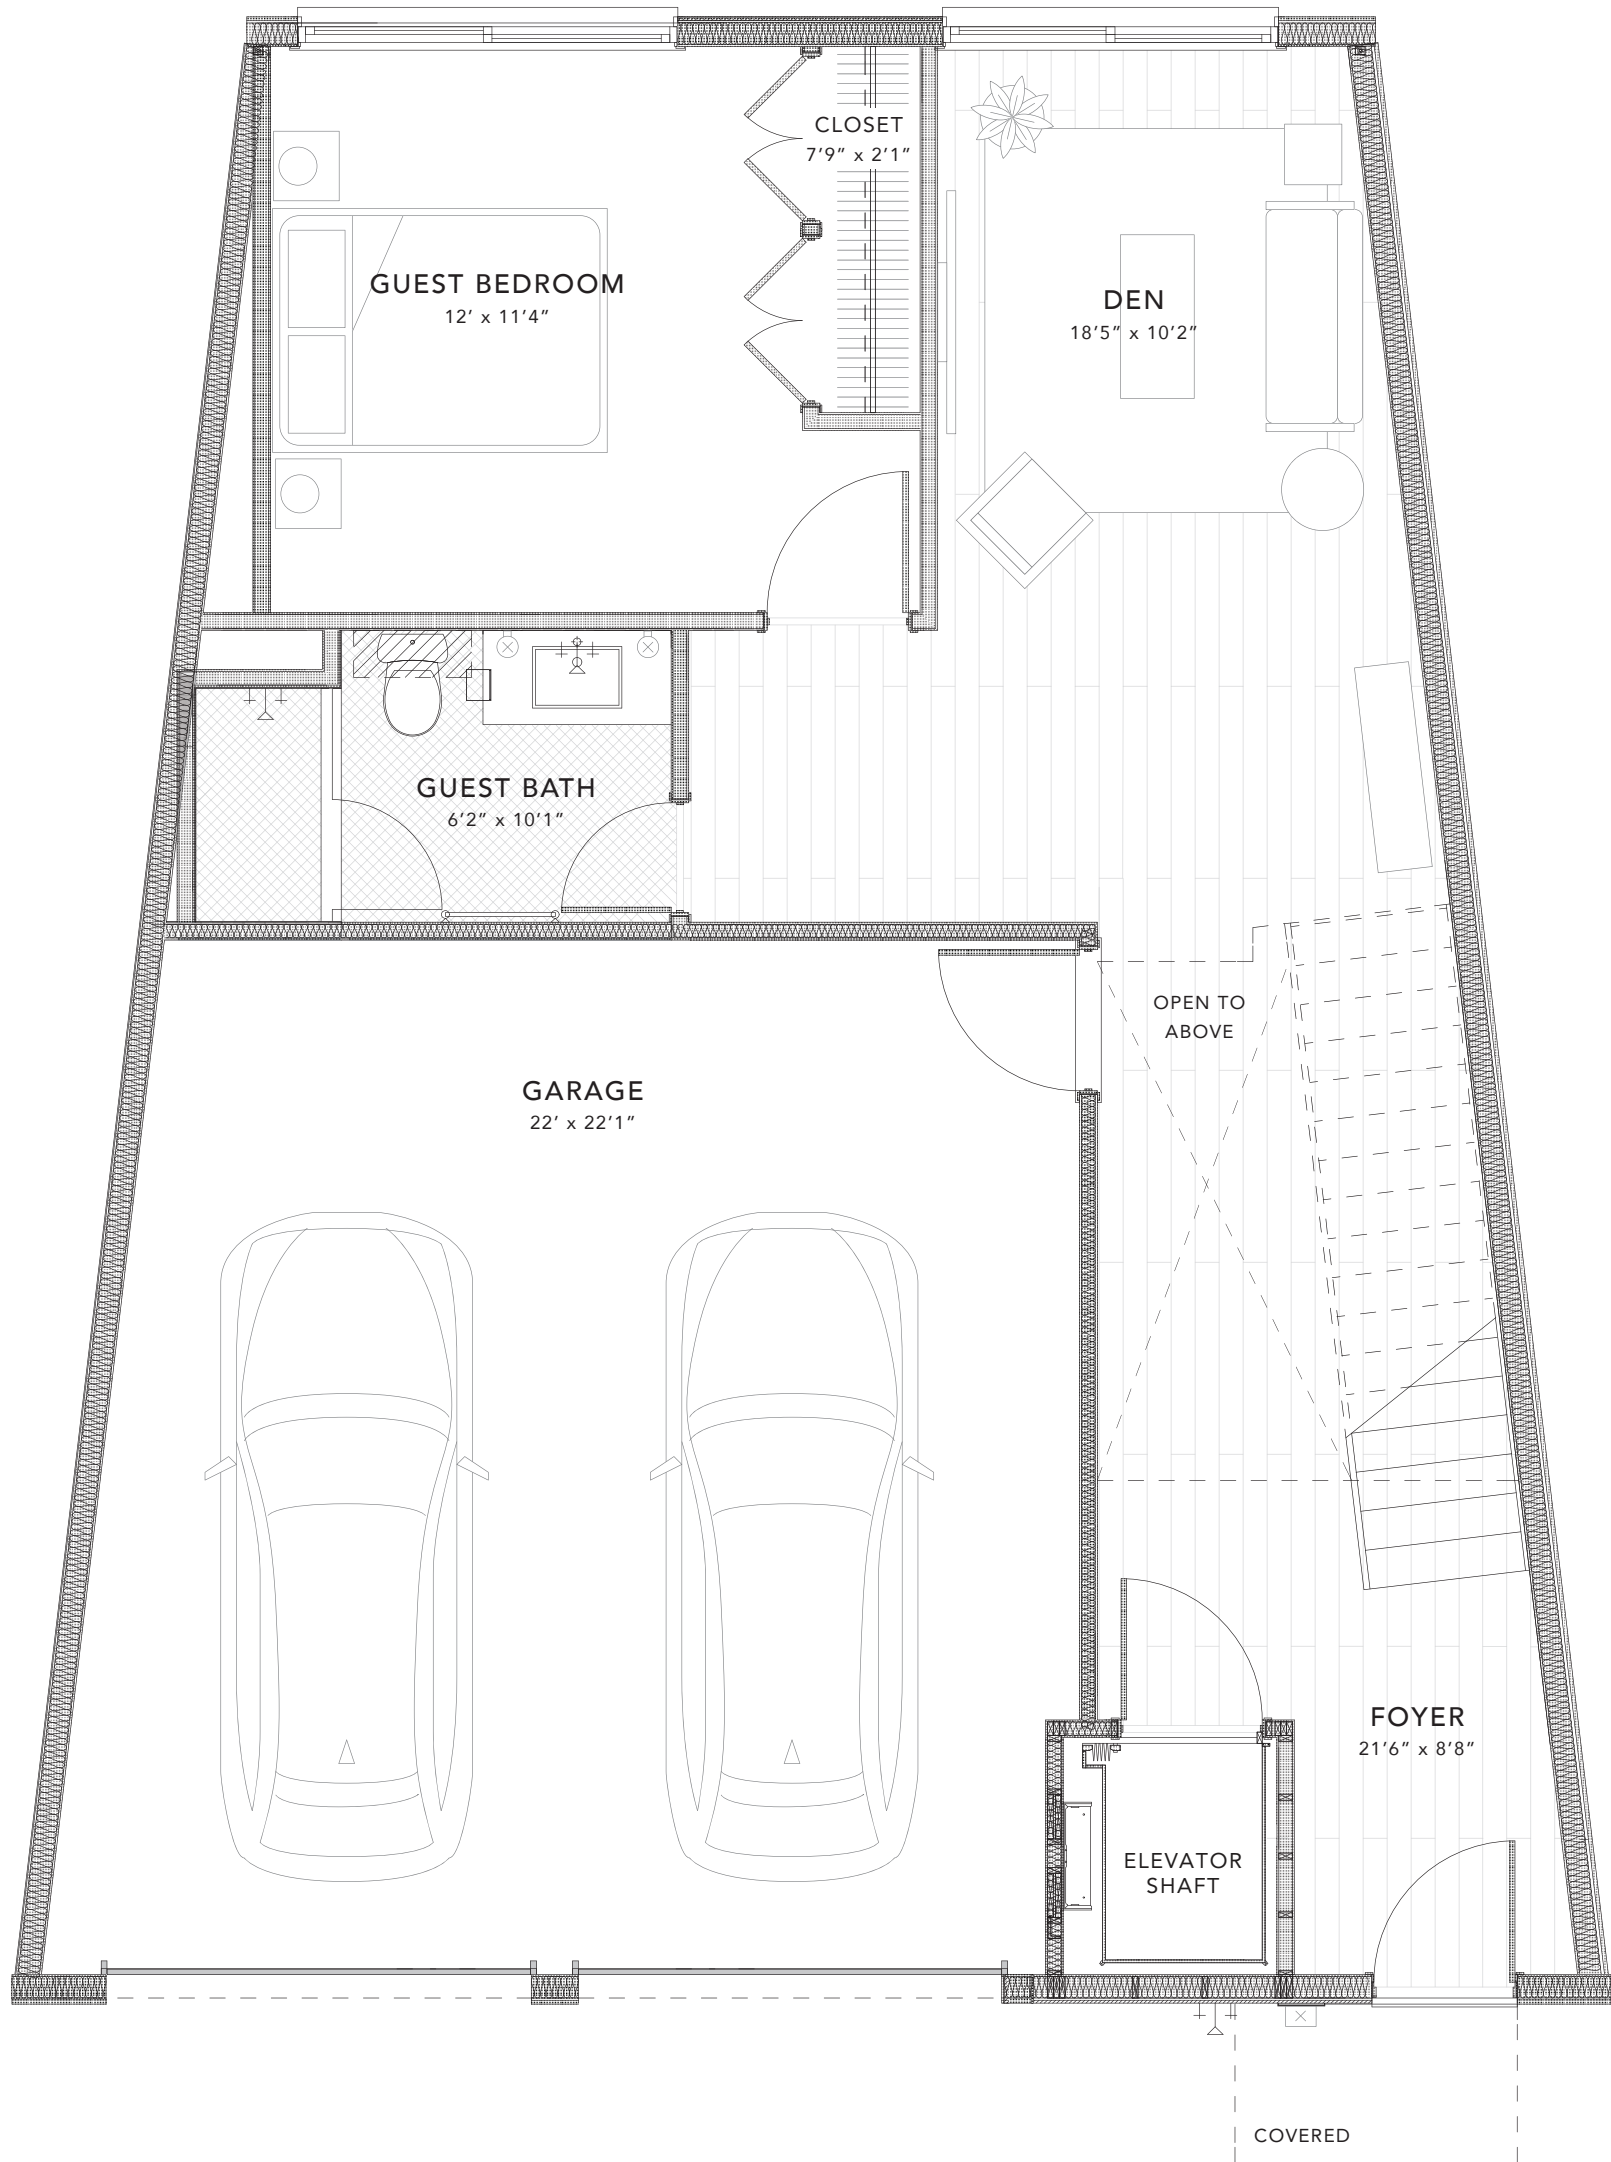 CLOSET
7’9” x 2’1”
GUEST BEDROOM
12’ x 11’4”
DEN
18’5” x 10’2”
GUEST BATH
6’2” x 10’1”
OPEN TO
ABOVE
GARAGE
22’ x 22’1”
FOYER
21’6” x 8’8”
ELEVATOR
SHAFT
COVERED